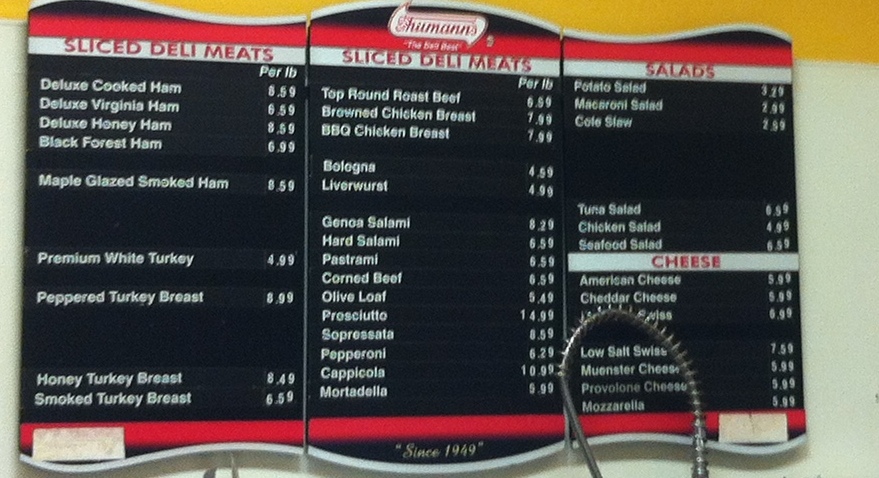 SLICED DELI MEATS
Per lb
Deluxe Cooked Ham 6.59
Deluxe Virginia Ham 6.59
Deluxe Honey Ham 8.59
Black Forest Ham 6.99
Maple Glazed Smoked Ham 8.59
Premium White Turkey 4.99
Peppered Turkey Breast 8.99
Honey Turkey Breast 8.49
Smoked Turkey Breast 6.59
Thumann's
"The Deli Best"
SLICED DELI MEATS
Per lb
Top Round Roast Beef 6.59
Browned Chicken Breast 7.99
BBQ Chicken Breast 7.99
Bologna 4.59
Liverwurst 4.99
Genoa Salami 8.29
Hard Salami 6.59
Pastrami 6.59
Corned Beef 6.59
Olive Loaf 5.49
Prosciutto 14.99
Sopressata 8.59
Pepperoni 6.29
Cappicola 10.99
Mortadella 5.99
"Since 1949"
SALADS
Potato Salad 3.29
Macaroni Salad 2.99
Cole Slaw 2.59
Tuna Salad 6.59
Chicken Salad 4.99
Seafood Salad 6.59
CHEESE
American Cheese 5.99
Cheddar Cheese 5.99
Swiss 6.99
Low Salt Swiss 7.59
Muenster Cheese 5.99
Provolone Cheese 5.99
Mozzarella 5.99